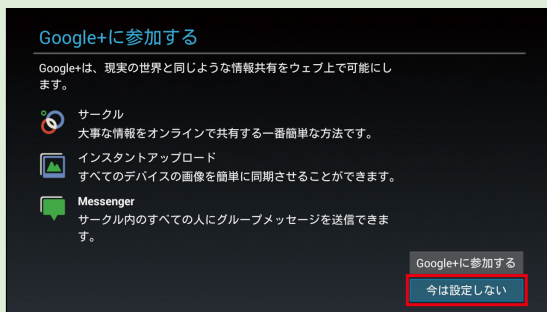 Google+に参加する
Google+は、現実の世界と同じような情報共有をウェブ上で可能にし
ます。
サークル
大事な情報をオンラインで共有する一番簡単な方法です。
インスタントアップロード
すべてのデバイスの画像を簡単に同期させることができます。
Messenger
サークル内のすべての人にグループメッセージを送信できま
す。
Google+に参加する
今は設定しない